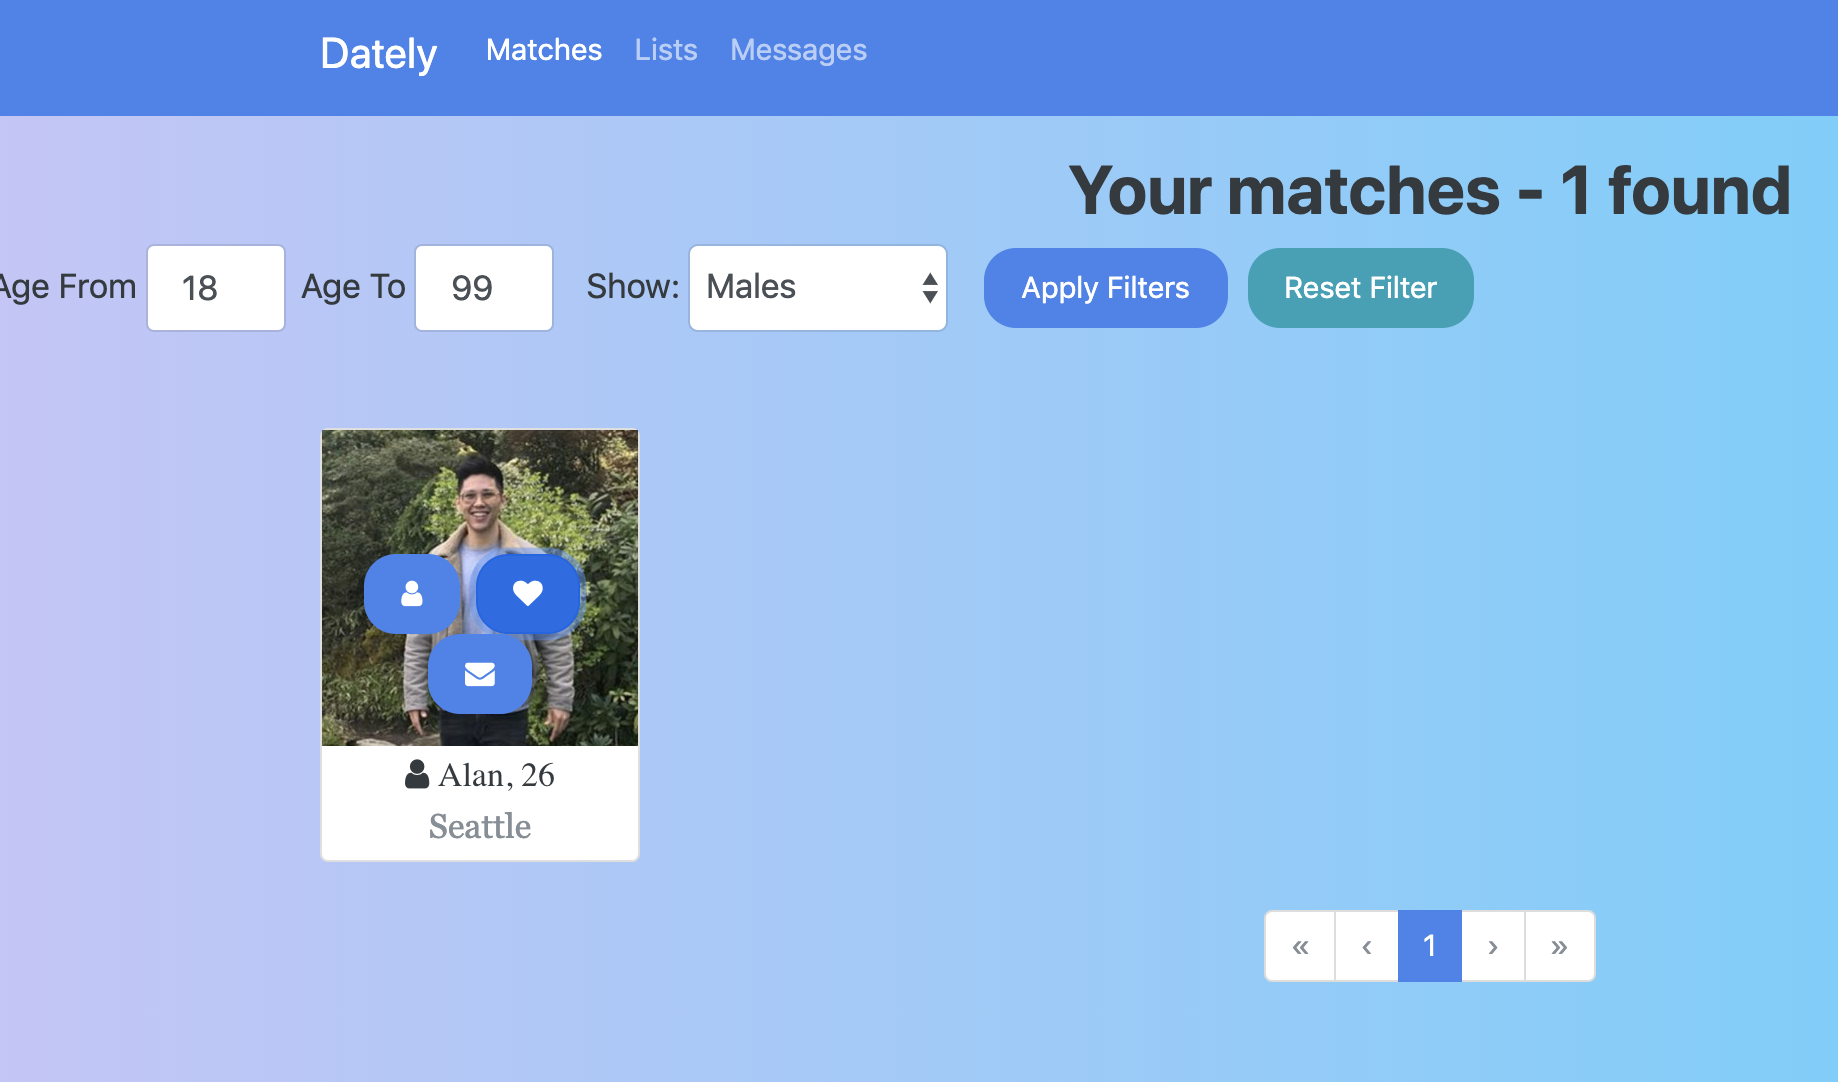 Dately Matches Lists Messages
Your matches - 1 found
Age From 18 Age To 99 Show: Males Apply Filters Reset Filter
Alan, 26
Seattle
« ‹ 1 › »